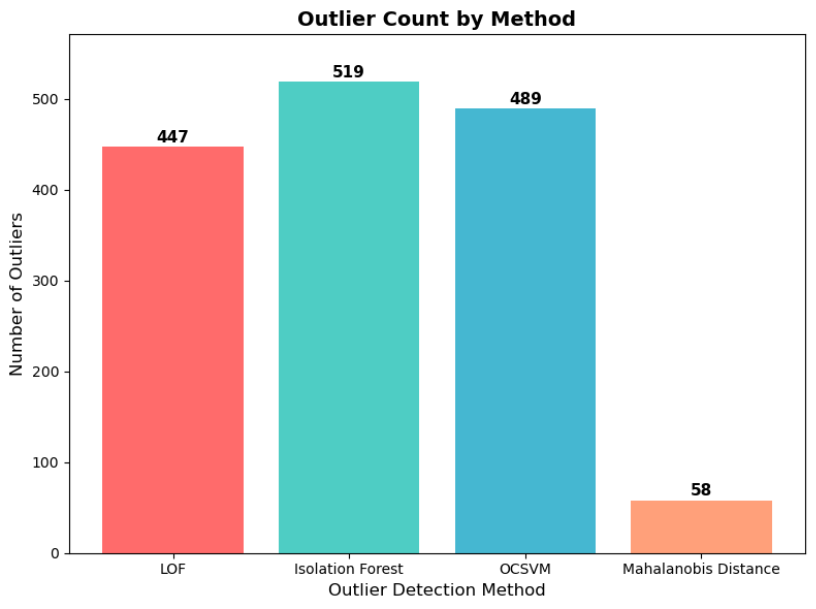 Outlier Count by Method
Number of Outliers
500
400
300
200
100
0
447
519
489
58
LOF
Isolation Forest
OCSVM
Mahalanobis Distance
Outlier Detection Method